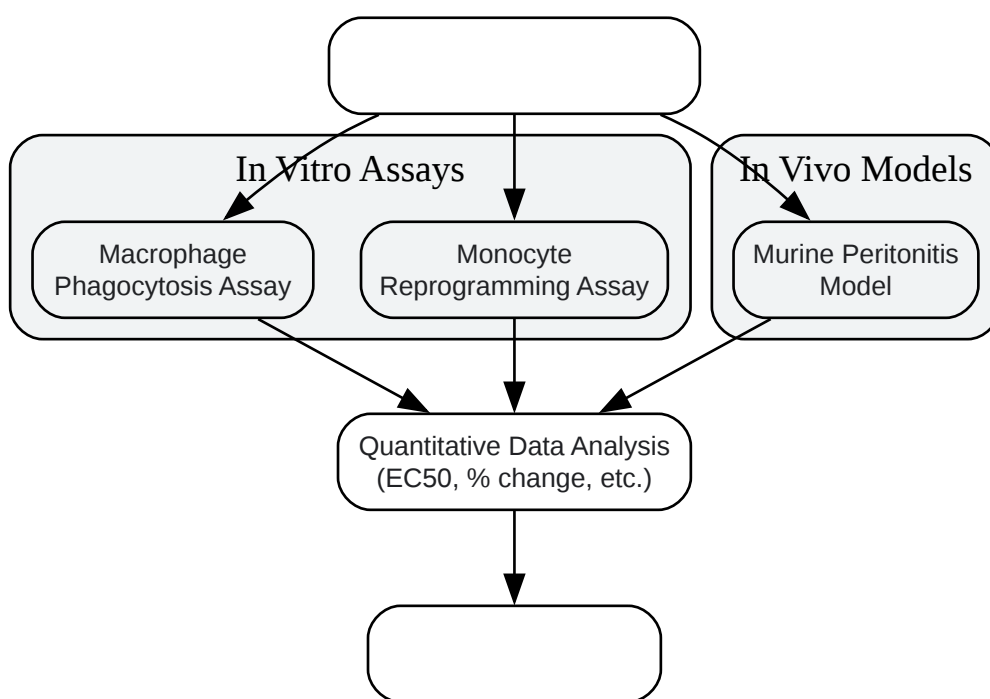 In Vitro Assays
In Vivo Models
Macrophage
Phagocytosis Assay
Monocyte
Reprogramming Assay
Murine Peritonitis
Model
Quantitative Data Analysis
(EC50, % change, etc.)